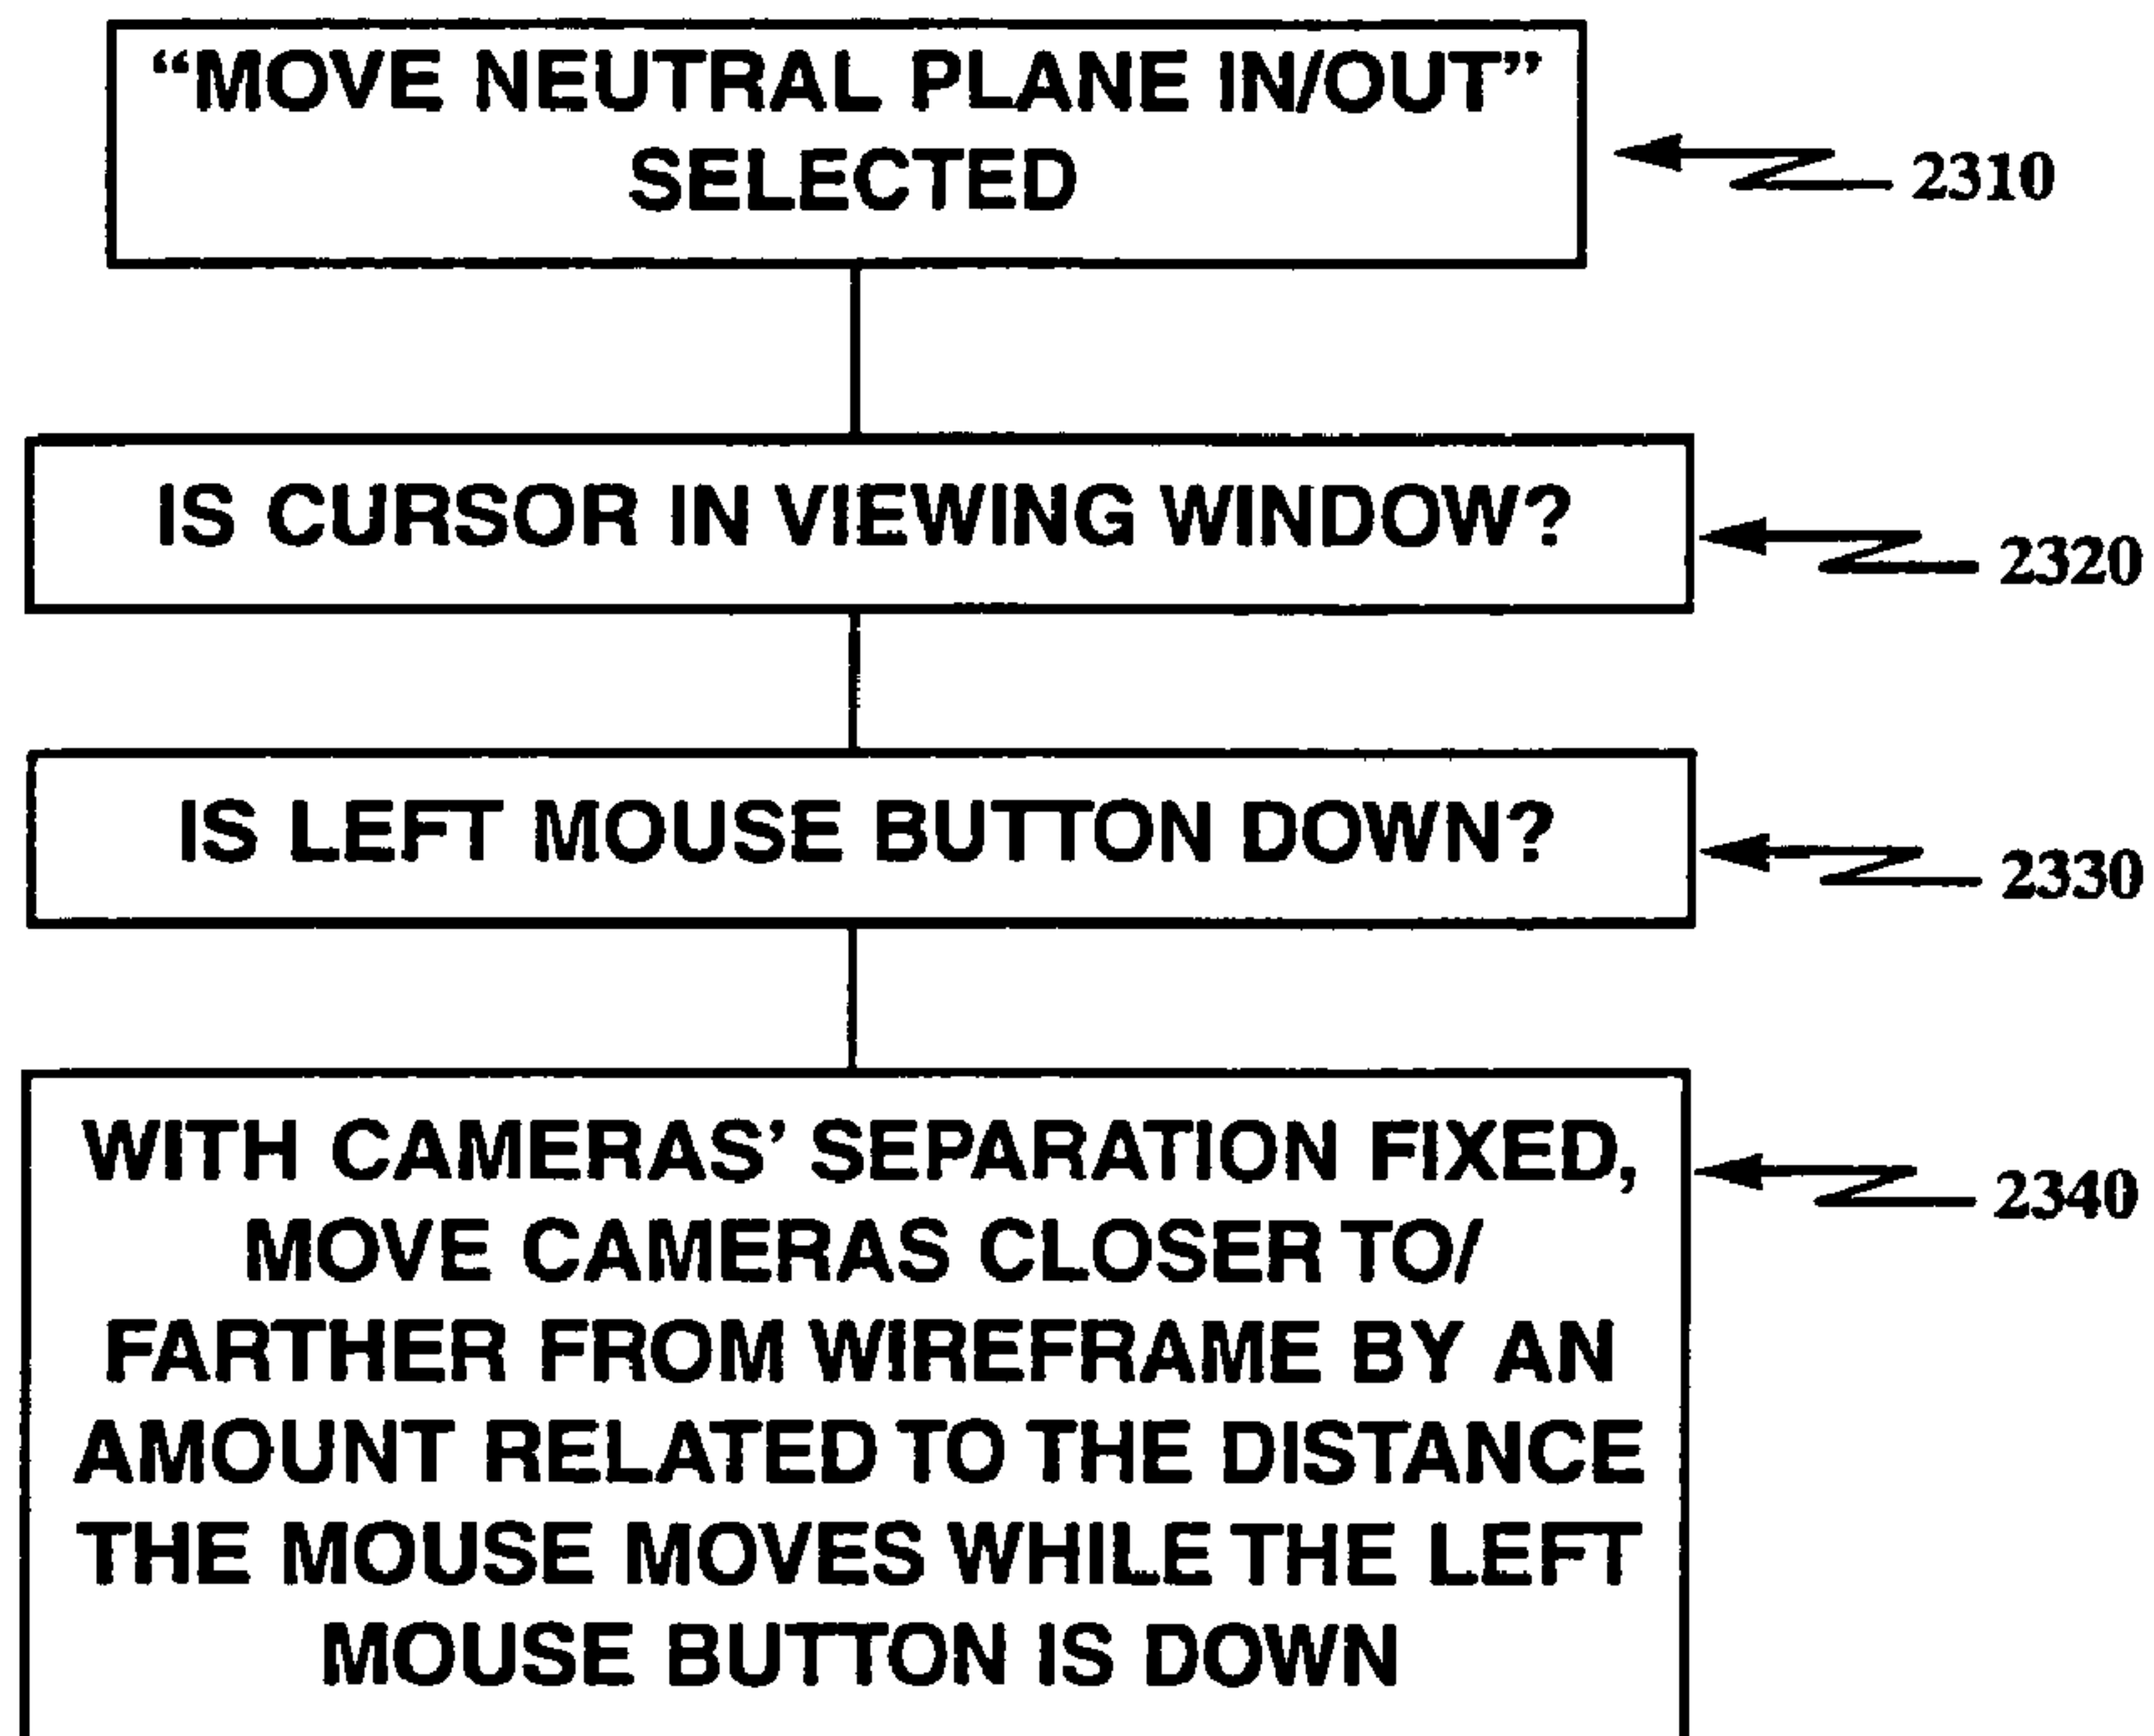 “MOVE NEUTRAL PLANE IN/OUT”
SELECTED
2310
IS CURSOR IN VIEWING WINDOW?
2320
IS LEFT MOUSE BUTTON DOWN?
2330
WITH CAMERAS’ SEPARATION FIXED,
2340
MOVE CAMERAS CLOSER TO/
FARTHER FROM WIREFRAME BY AN
AMOUNT RELATED TO THE DISTANCE
THE MOUSE MOVES WHILE THE LEFT
MOUSE BUTTON IS DOWN